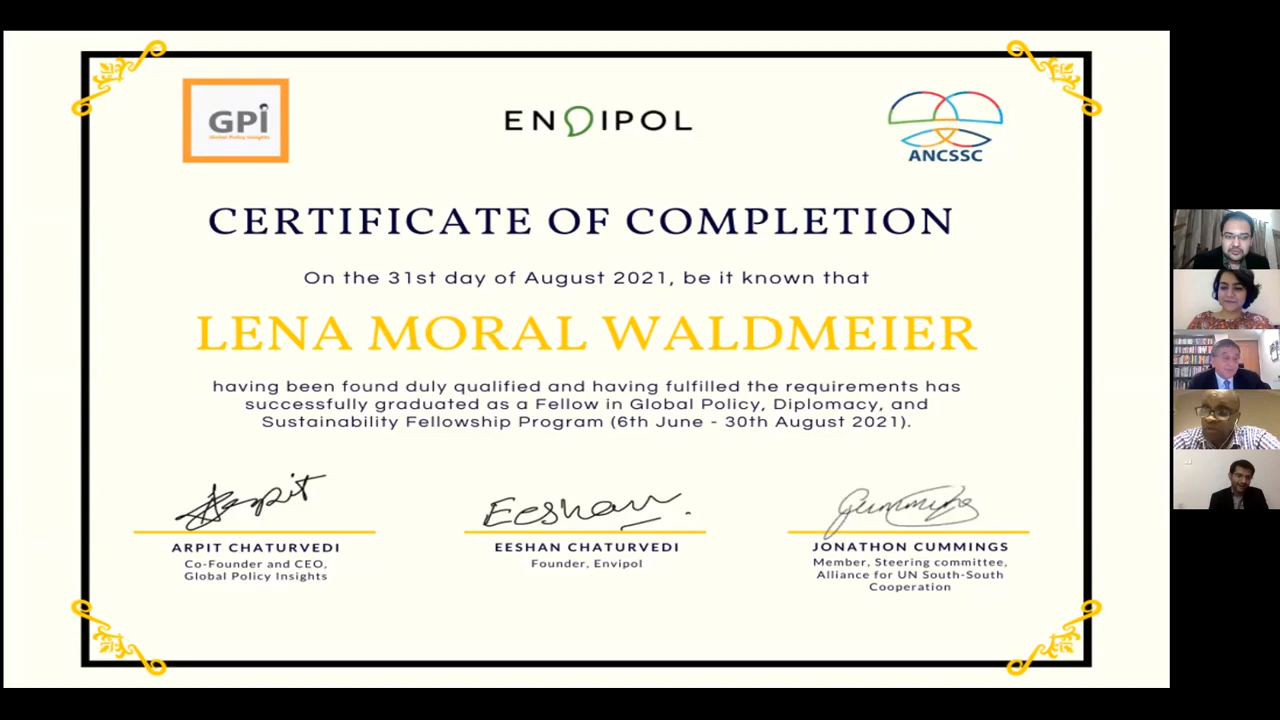 GPi
Global Policy Insights
ENVIPOL
ANCSSC
CERTIFICATE OF COMPLETION
On the 31st day of August 2021, be it known that
LENA MORAL WALDMEIER
having been found duly qualified and having fulfilled the requirements has
successfully graduated as a Fellow in Global Policy, Diplomacy, and
Sustainability Fellowship Program (6th June - 30th August 2021).
Arpit
Eeshan
Cummings
ARPIT CHATURVEDI
Co-Founder and CEO,
Global Policy Insights
EESHAN CHATURVEDI
Founder, Envipol
JONATHON CUMMINGS
Member, Steering committee,
Alliance for UN South-South
Cooperation